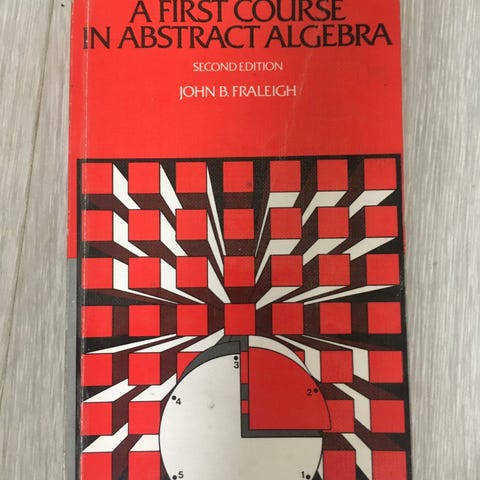 A FIRST COURSE
IN ABSTRACT ALGEBRA
SECOND EDITION
JOHN B. FRALEIGH
3
4
2
5
1